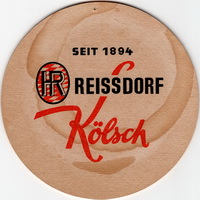 SEIT 1894
HR REISSDORF
Kölsch